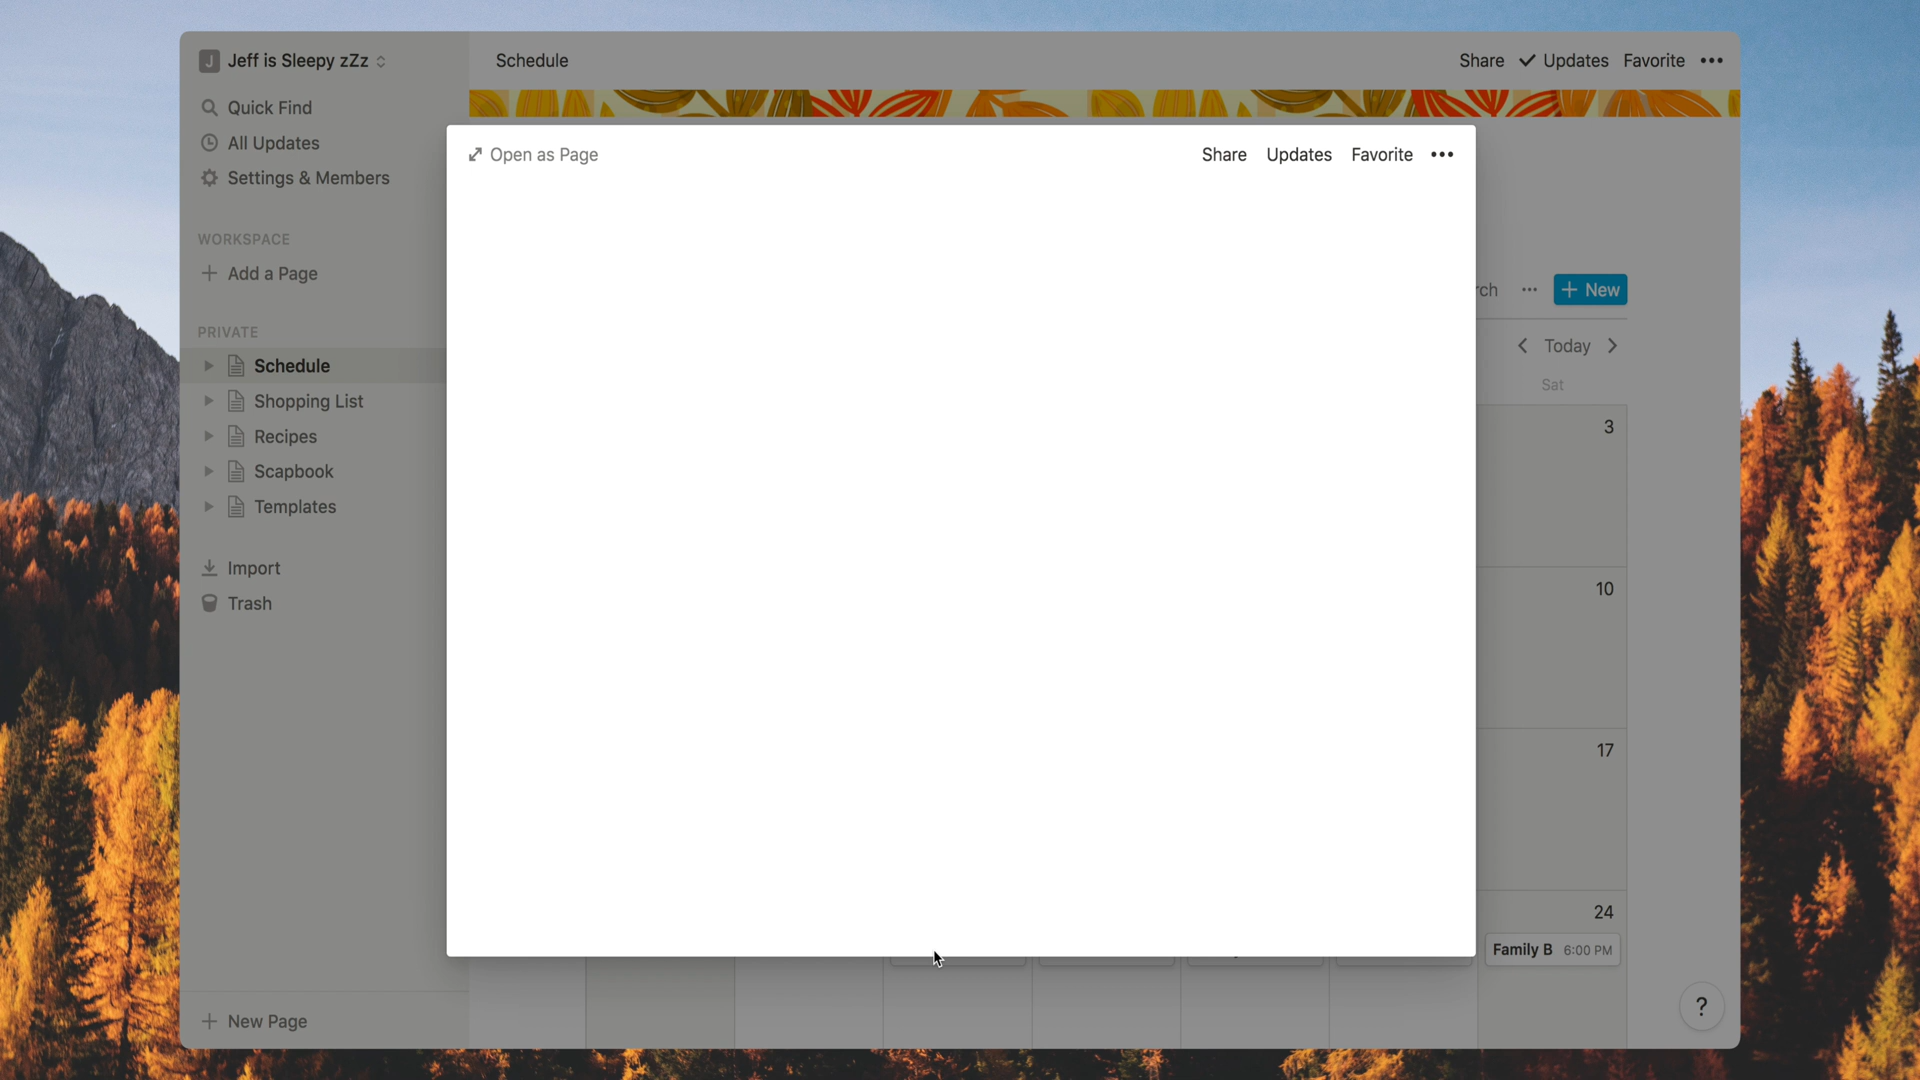 J Jeff is Sleepy zZz
Schedule
Share Updates Favorite
Quick Find
All Updates
Settings & Members
Open as Page
Share Updates Favorite
WORKSPACE
Add a Page
rch
New
PRIVATE
Today
Sat
Schedule
Shopping List
Recipes
Scapbook
Templates
3
Import
Trash
10
17
24
Family B 6:00 PM
New Page
?